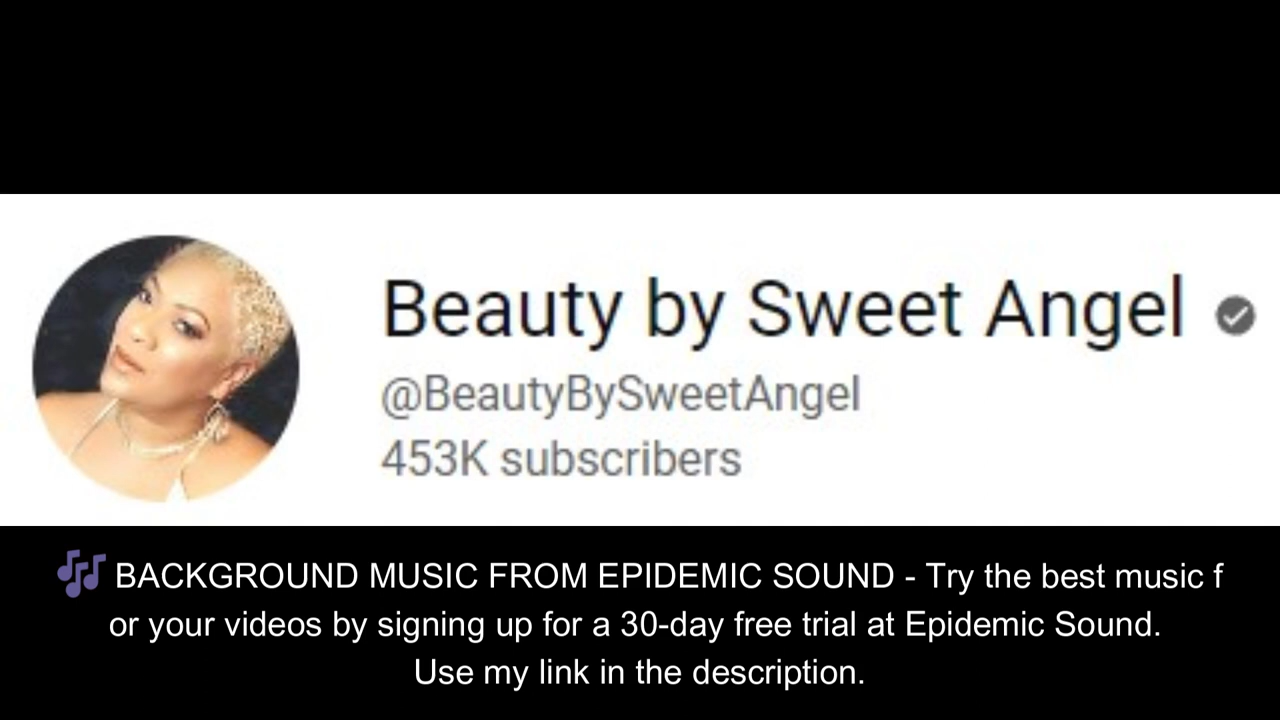 Beauty by Sweet Angel
@BeautyBySweetAngel
453K subscribers
🎶 BACKGROUND MUSIC FROM EPIDEMIC SOUND - Try the best music f
or your videos by signing up for a 30-day free trial at Epidemic Sound.
Use my link in the description.